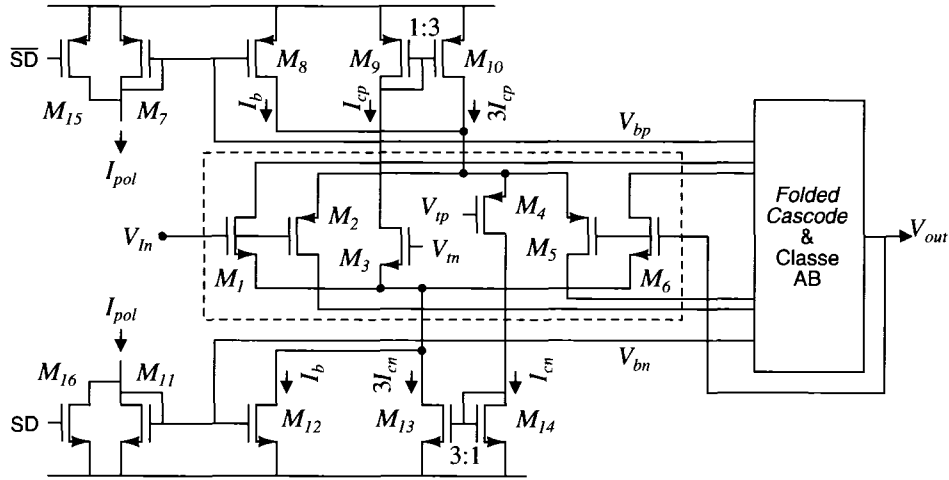 1:3
SD
M8
M9
M10
M15
M7
Ib
Icp
3Icp
Ipol
Vbp
M2
Vtp
M4
VIn
M3
Vtn
M5
M1
M6
Folded
Cascode
&
Classe
AB
Vout
Ipol
Vbn
M16
M11
Ib
3Icn
Icn
SD
M12
M13
M14
3:1